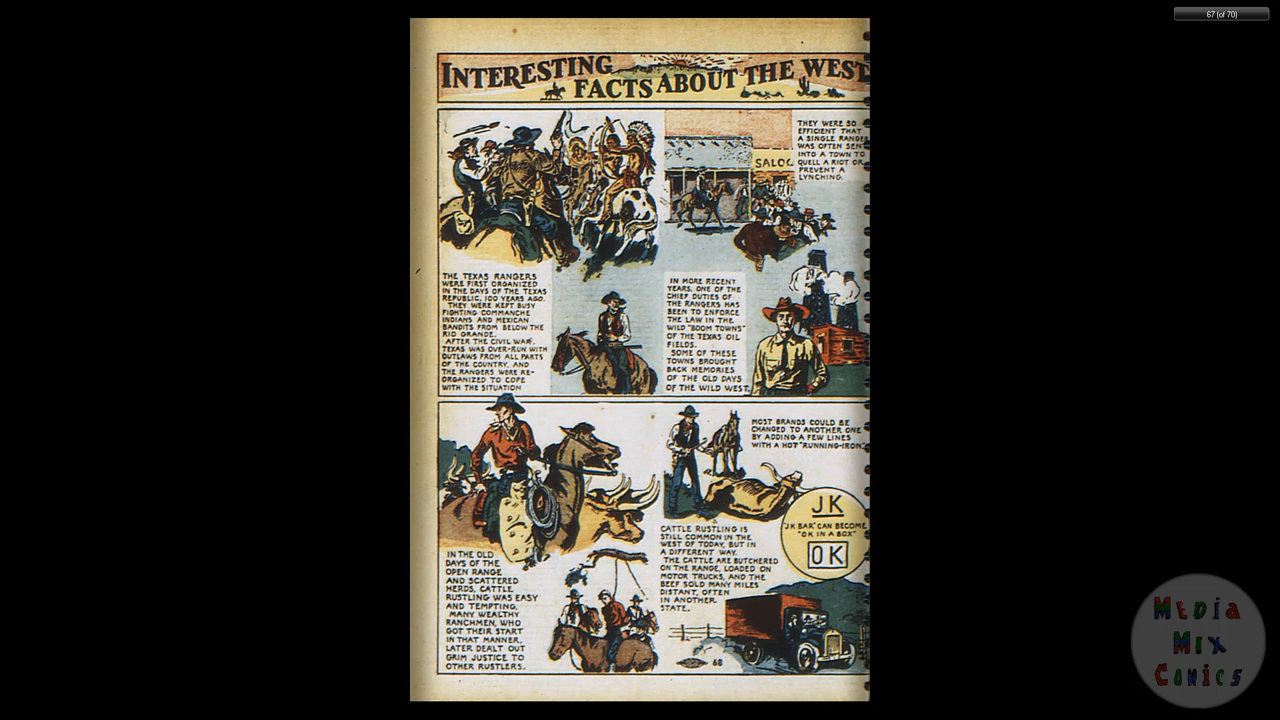 67 (of 70)
INTERESTING
FACTS ABOUT THE WEST
THEY WERE SO
EFFICIENT THAT
A SINGLE RANGER
WAS OFTEN SENT
INTO A TOWN TO
QUELL A RIOT OR
PREVENT A
LYNCHING.
SALOO
THE TEXAS RANGERS
WERE FIRST ORGANIZED
IN THE DAYS OF THE TEXAS
REPUBLIC, 100 YEARS AGO.
THEY WERE KEPT BUSY
FIGHTING COMMANCHE
INDIANS AND MEXICAN
BANDITS FROM BELOW THE
RIO GRANDE.
AFTER THE CIVIL WAR,
TEXAS WAS OVER-RUN WITH
OUTLAWS FROM ALL PARTS
OF THE COUNTRY, AND
THE RANGERS WERE RE-
ORGANIZED TO COPE
WITH THE SITUATION
IN MORE RECENT
YEARS, ONE OF THE
CHIEF DUTIES OF
THE RANGERS HAS
BEEN TO ENFORCE
THE LAW IN THE
WILD "BOOM TOWNS"
OF THE TEXAS OIL
FIELDS.
SOME OF THESE
TOWNS BROUGHT
BACK MEMORIES
OF THE OLD DAYS
OF THE WILD WEST.
IN THE OLD
DAYS OF THE
OPEN RANGE
AND SCATTERED
HERDS, CATTLE
RUSTLING WAS EASY
AND TEMPTING.
MANY WEALTHY
RANCHMEN, WHO
GOT THEIR START
IN THAT MANNER,
LATER DEALT OUT
GRIM JUSTICE TO
OTHER RUSTLERS.
MOST BRANDS COULD BE
CHANGED TO ANOTHER ONE
BY ADDING A FEW LINES
WITH A HOT "RUNNING-IRON."
JK
"JK BAR" CAN BECOME
"OK IN A BOX"
OK
CATTLE RUSTLING IS
STILL COMMON IN THE
WEST OF TODAY, BUT IN
A DIFFERENT WAY.
THE CATTLE ARE BUTCHERED
ON THE RANGE, LOADED ON
MOTOR TRUCKS, AND THE
BEEF SOLD MANY MILES
DISTANT, OFTEN
IN ANOTHER
STATE.
68
MEDIA
MIX
COMICS